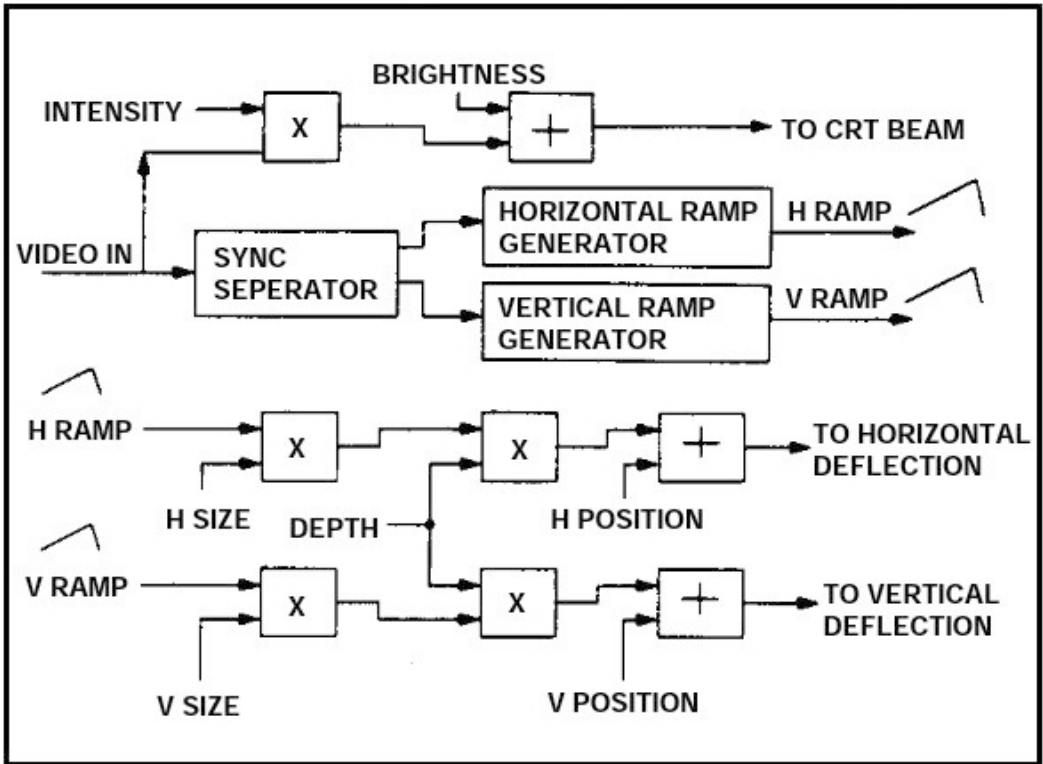 BRIGHTNESS
INTENSITY
X
+
TO CRT BEAM
HORIZONTAL RAMP
GENERATOR
H RAMP
VIDEO IN
SYNC
SEPERATOR
VERTICAL RAMP
GENERATOR
V RAMP
H RAMP
X
X
+
TO HORIZONTAL
DEFLECTION
H SIZE
DEPTH
H POSITION
V RAMP
X
X
+
TO VERTICAL
DEFLECTION
V SIZE
V POSITION